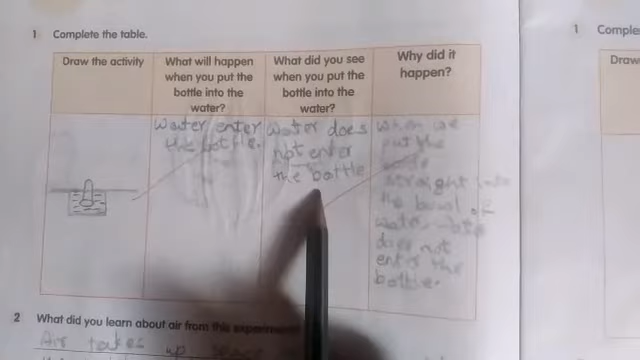 1 Complete the table.
Draw the activity
What will happen
when you put the
bottle into the
water?
What did you see
when you put the
bottle into the
water?
Why did it
happen?
Water enter
the bottle.
Water does
not enter
the bottle
when we
put the
straight into
the bowl of
water
does not
enter the
bottle.
2 What did you learn about air from this experiment
Air takes up space
1 Comple
Draw